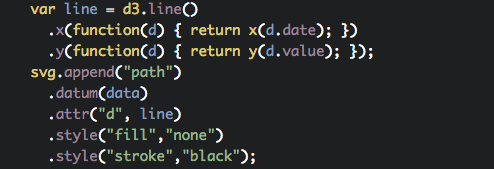 var line = d3.line()
.x(function(d) { return x(d.date); })
.y(function(d) { return y(d.value); });
svg.append("path")
.datum(data)
.attr("d", line)
.style("fill","none")
.style("stroke","black");